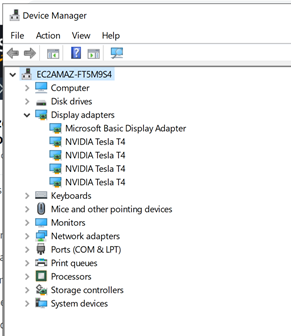 Device Manager
File Action View Help
EC2AMAZ-FT5M9S4
Computer
Disk drives
Display adapters
Microsoft Basic Display Adapter
NVIDIA Tesla T4
NVIDIA Tesla T4
NVIDIA Tesla T4
NVIDIA Tesla T4
Keyboards
Mice and other pointing devices
Monitors
Network adapters
Ports (COM & LPT)
Print queues
Processors
Storage controllers
System devices